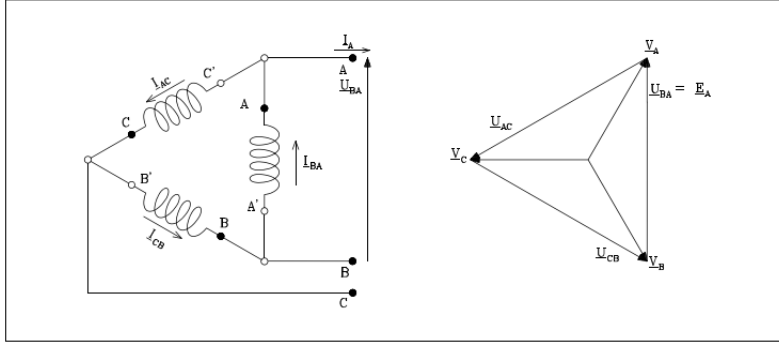 I_A
A
U_BA
I_AC
C'
C
A
I_BA
B'
A'
I_CB
B
B
C
V_A
U_BA = E_A
U_AC
V_C
U_CB
V_B